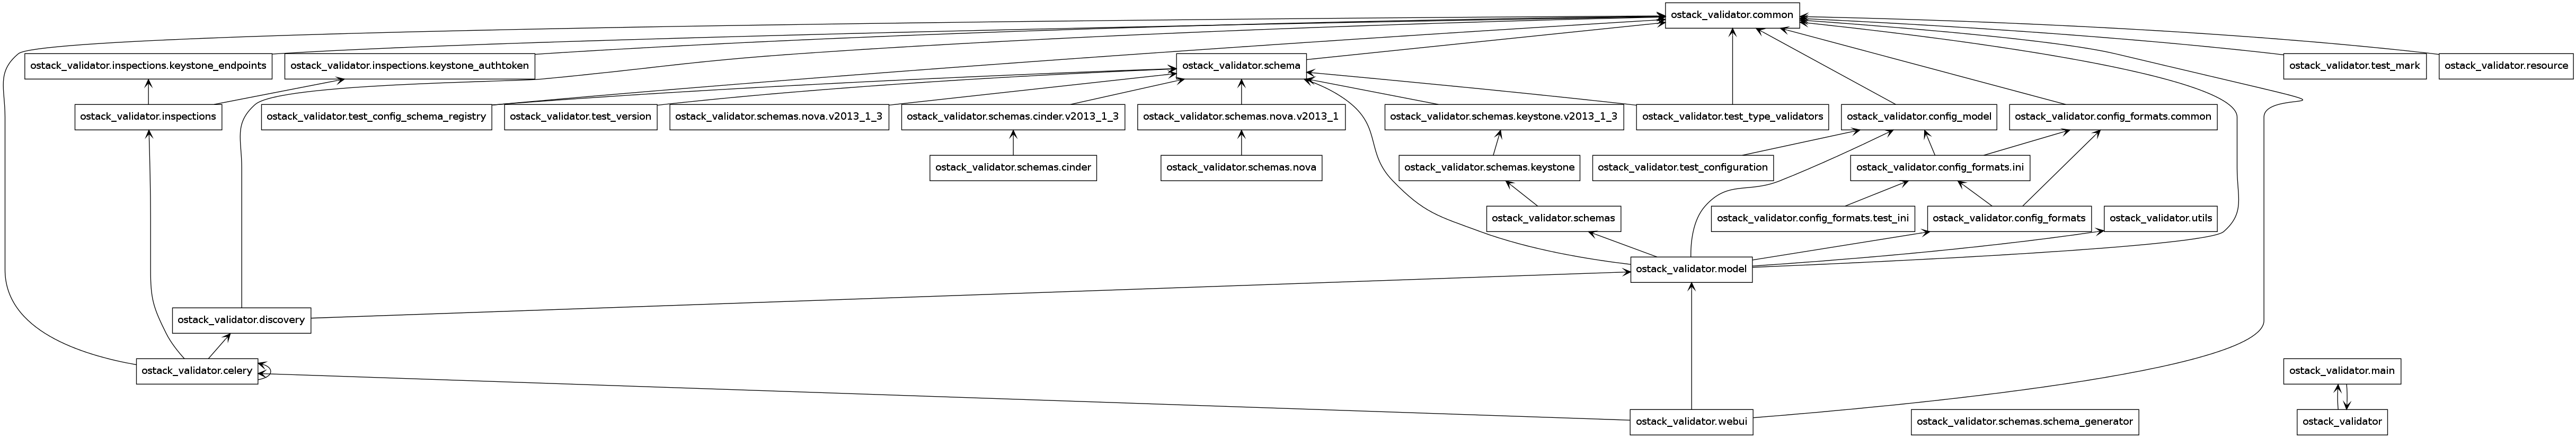 ostack_validator.common
ostack_validator.inspections.keystone_endpoints
ostack_validator.inspections.keystone_authtoken
ostack_validator.schema
ostack_validator.test_mark
ostack_validator.resource
ostack_validator.inspections
ostack_validator.test_config_schema_registry
ostack_validator.test_version
ostack_validator.schemas.nova.v2013_1_3
ostack_validator.schemas.cinder.v2013_1_3
ostack_validator.schemas.nova.v2013_1
ostack_validator.schemas.keystone.v2013_1_3
ostack_validator.test_type_validators
ostack_validator.config_model
ostack_validator.config_formats.common
ostack_validator.schemas.cinder
ostack_validator.schemas.nova
ostack_validator.schemas.keystone
ostack_validator.test_configuration
ostack_validator.config_formats.ini
ostack_validator.schemas
ostack_validator.config_formats.test_ini
ostack_validator.config_formats
ostack_validator.utils
ostack_validator.model
ostack_validator.discovery
ostack_validator.celery
ostack_validator.main
ostack_validator.webui
ostack_validator.schemas.schema_generator
ostack_validator